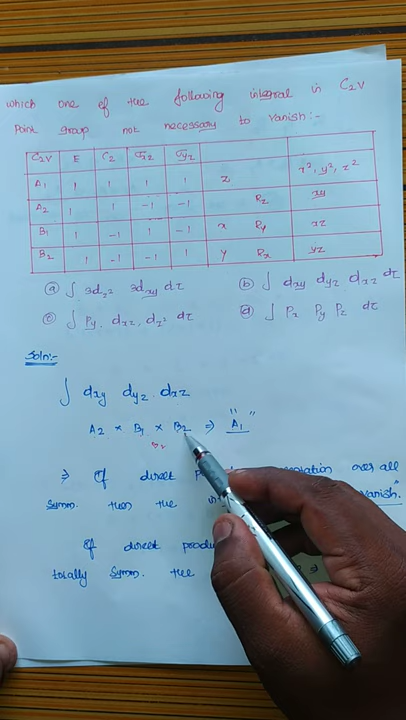 which one of the following integral in C2V
Point group not necessary to vanish:-
C2V E C2 σxz σyz
A1 1 1 1 1 z x², y², z²
A2 1 1 -1 -1 Rz xy
B1 1 -1 1 -1 x Ry xz
B2 1 -1 -1 1 y Rx yz
ⓐ ∫ 3dz² 3dxy dτ ⓑ ∫ dxy dyz dxz dτ
ⓒ ∫ Py. dxz, dz² dτ ⓓ ∫ Px Py Pz dτ
Soln:-
∫ dxy dyz. dxz
A2 × B1 × B2 ⇒ "A1"
⇒ If direct over all
Symm. then the vanish."
If direct produ
totally Symm. the